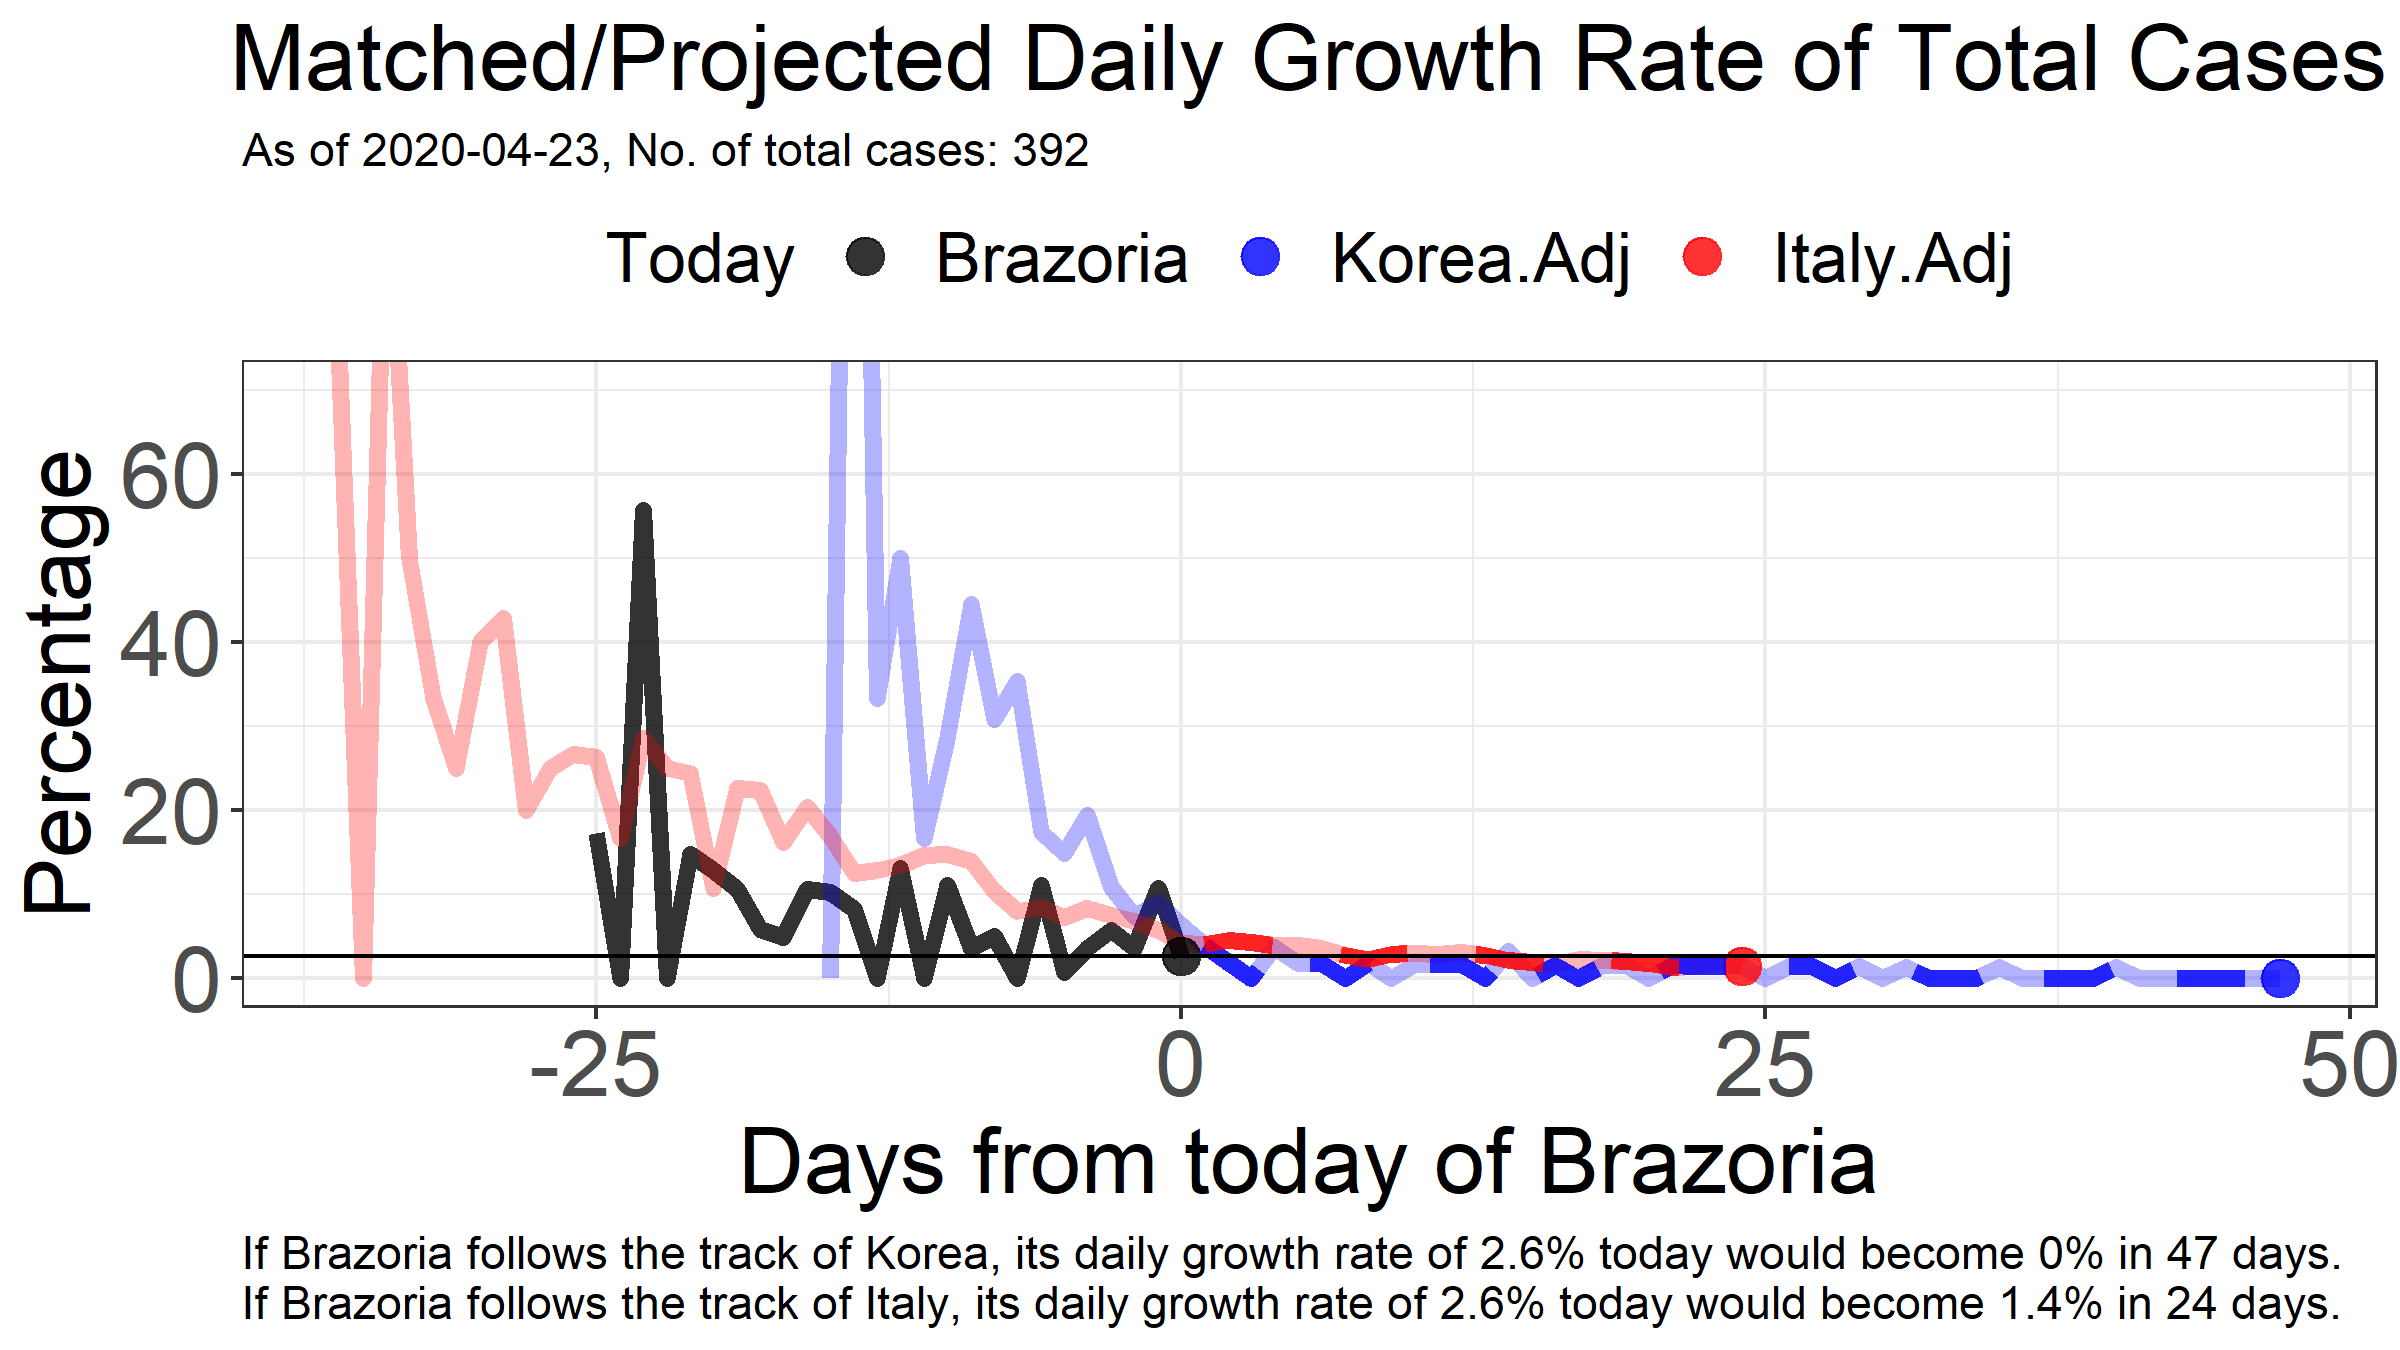 Matched/Projected Daily Growth Rate of Total Cases
As of 2020-04-23, No. of total cases: 392
Today Brazoria Korea.Adj Italy.Adj
Percentage
60
40
20
0
-25 0 25 50
Days from today of Brazoria
If Brazoria follows the track of Korea, its daily growth rate of 2.6% today would become 0% in 47 days.
If Brazoria follows the track of Italy, its daily growth rate of 2.6% today would become 1.4% in 24 days.